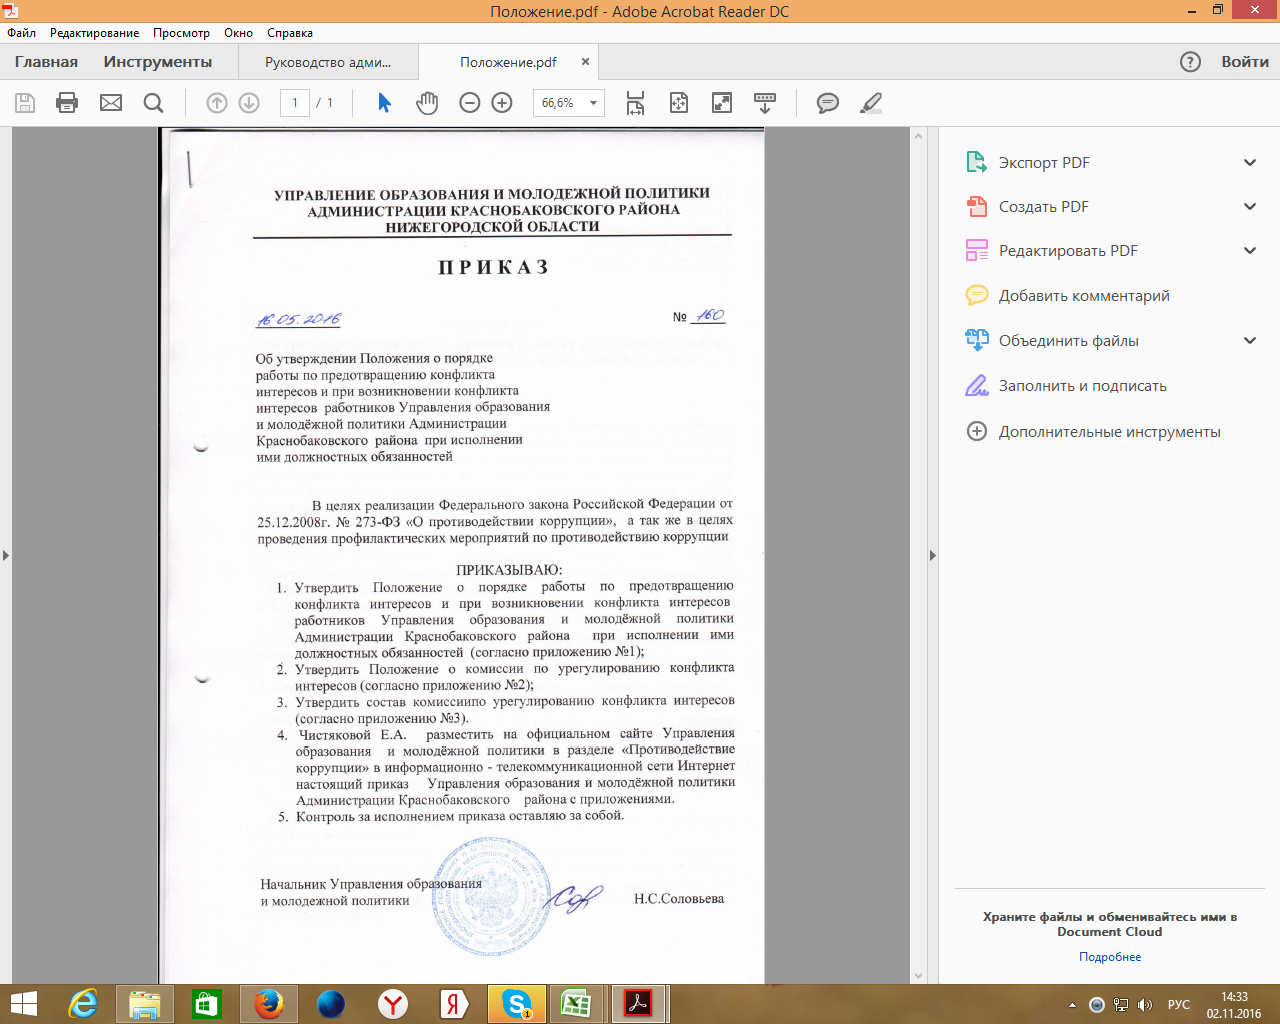 Положение.pdf - Adobe Acrobat Reader DC
Файл Редактирование Просмотр Окно Справка
Главная Инструменты Руководство адми... Положение.pdf Войти
1 / 1 66,6%
УПРАВЛЕНИЕ ОБРАЗОВАНИЯ И МОЛОДЕЖНОЙ ПОЛИТИКИ
АДМИНИСТРАЦИИ КРАСНОБАКОВСКОГО РАЙОНА
НИЖЕГОРОДСКОЙ ОБЛАСТИ
П Р И К А З
16.05.2016 № 160
Об утверждении Положения о порядке
работы по предотвращению конфликта
интересов и при возникновении конфликта
интересов работников Управления образования
и молодёжной политики Администрации
Краснобаковского района при исполнении
ими должностных обязанностей
В целях реализации Федерального закона Российской Федерации от
25.12.2008г. № 273-ФЗ «О противодействии коррупции», а так же в целях
проведения профилактических мероприятий по противодействию коррупции
ПРИКАЗЫВАЮ:
1. Утвердить Положение о порядке работы по предотвращению
конфликта интересов и при возникновении конфликта интересов
работников Управления образования и молодёжной политики
Администрации Краснобаковского района при исполнении ими
должностных обязанностей (согласно приложению №1);
2. Утвердить Положение о комиссии по урегулированию конфликта
интересов (согласно приложению №2);
3. Утвердить состав комиссиипо урегулированию конфликта интересов
(согласно приложению №3).
4. Чистяковой Е.А. разместить на официальном сайте Управления
образования и молодёжной политики в разделе «Противодействие
коррупции» в информационно - телекоммуникационной сети Интернет
настоящий приказ Управления образования и молодёжной политики
Администрации Краснобаковского района с приложениями.
5. Контроль за исполнением приказа оставляю за собой.
Начальник Управления образования
и молодежной политики Н.С.Соловьева
Экспорт PDF
Создать PDF
Редактировать PDF
Добавить комментарий
Объединить файлы
Заполнить и подписать
Дополнительные инструменты
Храните файлы и обменивайтесь ими в
Document Cloud
Подробнее
РУС 14:33
02.11.2016